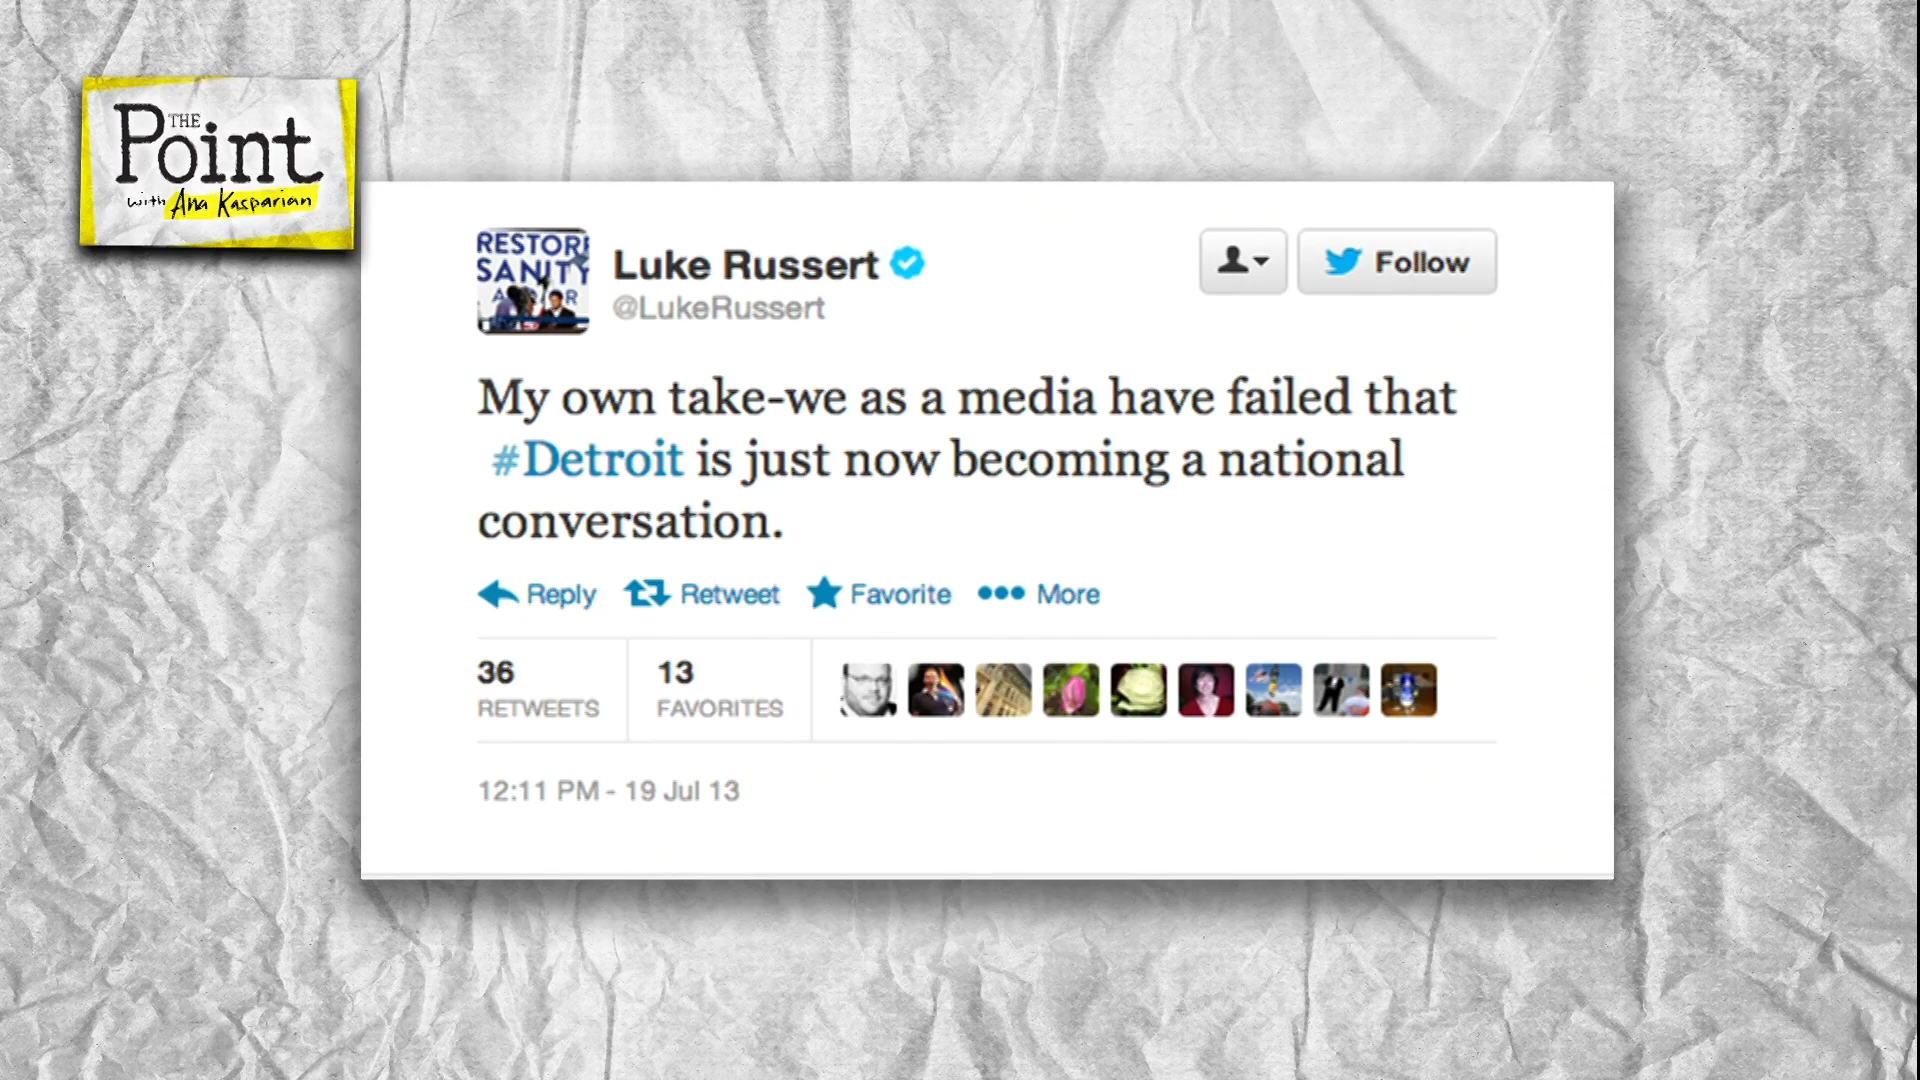 THE
Point
with Ana Kasparian
RESTORE
SANITY
Luke Russert
@LukeRussert
Follow
My own take-we as a media have failed that
#Detroit is just now becoming a national
conversation.
Reply Retweet Favorite More
36 13
RETWEETS FAVORITES
12:11 PM - 19 Jul 13